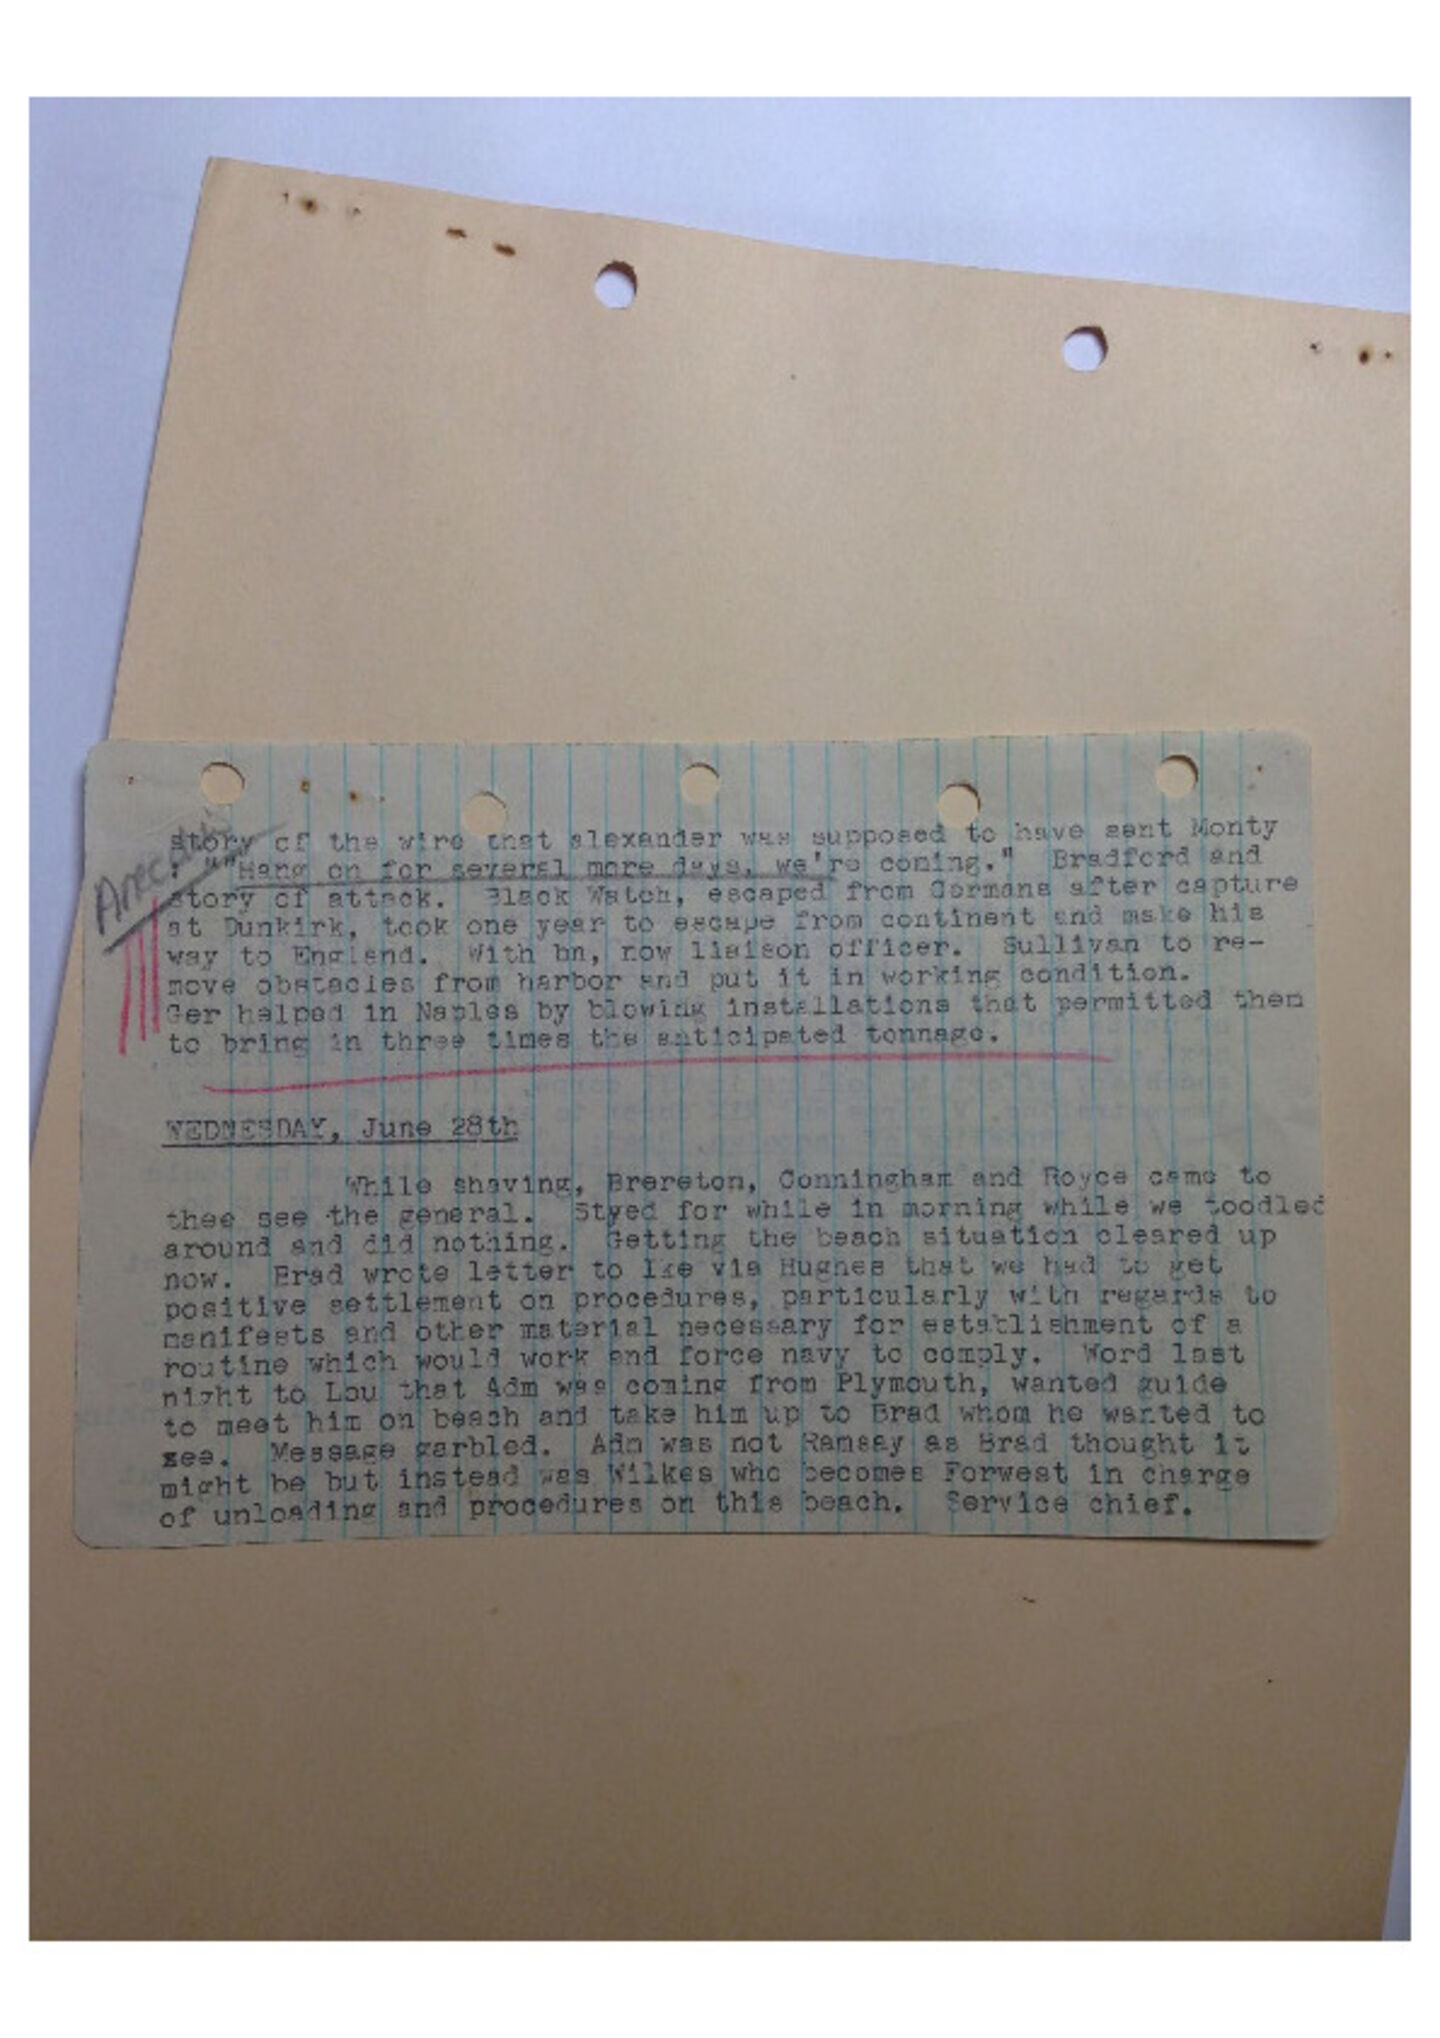 Anecdote
story of the wire that alexander was supposed to have sent Monty
: ""Hang on for several more days, we're coming." Bradford and
story of attack. Black Watch, escaped from Germans after capture
at Dunkirk, took one year to escape from continent and make his
way to England. With bn, now liaison officer. Sullivan to re-
move obstacles from harbor and put it in working condition.
Ger helped in Naples by blowing installations that permitted them
to bring in three times the anticipated tonnage.
WEDNESDAY, June 28th
While shaving, Brereton, Conningham and Royce came to
thee see the general. Styed for while in morning while we toodled
around and did nothing. Getting the beach situation cleared up
now. Brad wrote letter to Ike via Hughes that we had to get
positive settlement on procedures, particularly with regards to
manifests and other material necessary for establishment of a
routine which would work and force navy to comply. Word last
night to Lou that Adm was coming from Plymouth, wanted guide
to meet him on beach and take him up to Brad whom he wanted to
see. Message garbled. Adm was not Ramsay as Brad thought it
might be but instead was Wilkes who becomes Forwest in charge
of unloading and procedures on this beach. Service chief.